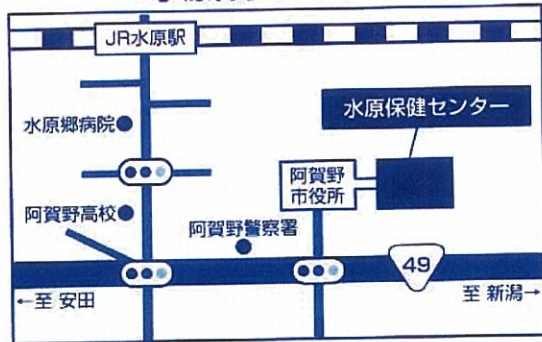 JR水原駅
水原保健センター
水原郷病院
阿賀野
市役所
阿賀野高校
阿賀野警察署
49
←至 安田
至 新潟→